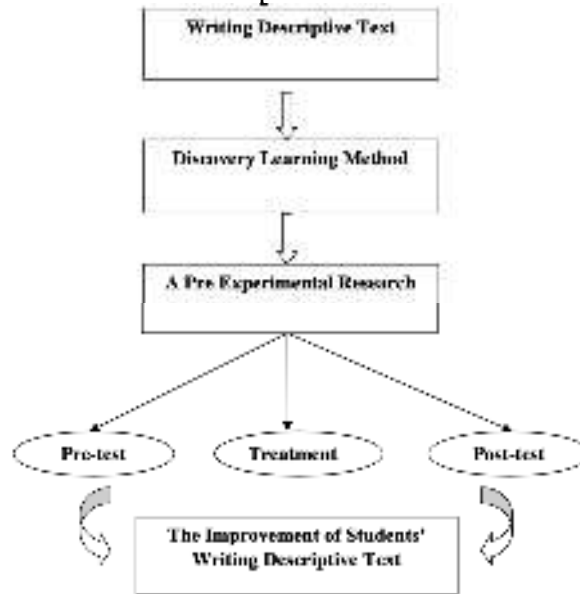 Writing Descriptive Text
Discovery Learning Method
A Pre Experimental Research
Pre-test
Treatment
Post-test
The Improvement of Students'
Writing Descriptive Text